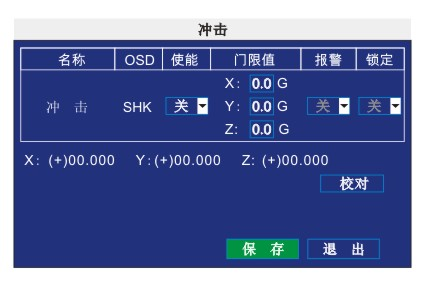 冲击
名称 OSD 使能 门限值 报警 锁定
X: 0.0 G
冲 击 SHK 关 Y: 0.0 G 关 关
Z: 0.0 G
X: (+)00.000 Y:(+)00.000 Z: (+)00.000
校对
保 存 退 出